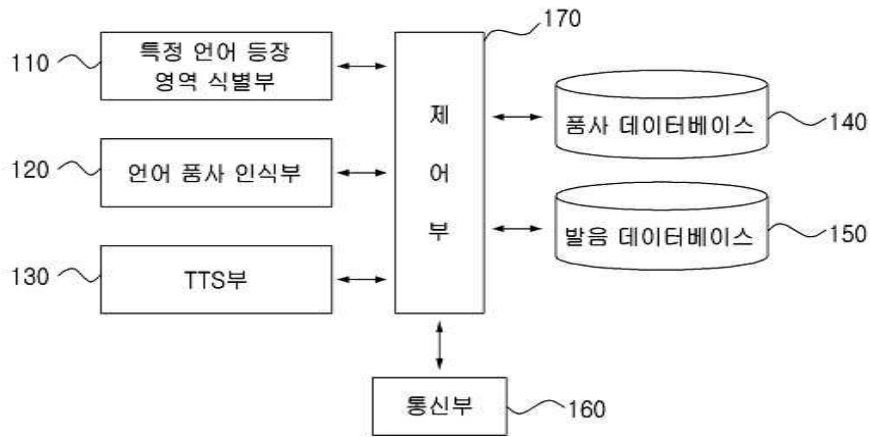 170
110
특정 언어 등장
영역 식별부
제
어
부
품사 데이터베이스
140
120
언어 품사 인식부
발음 데이터베이스
150
130
TTS부
통신부
160